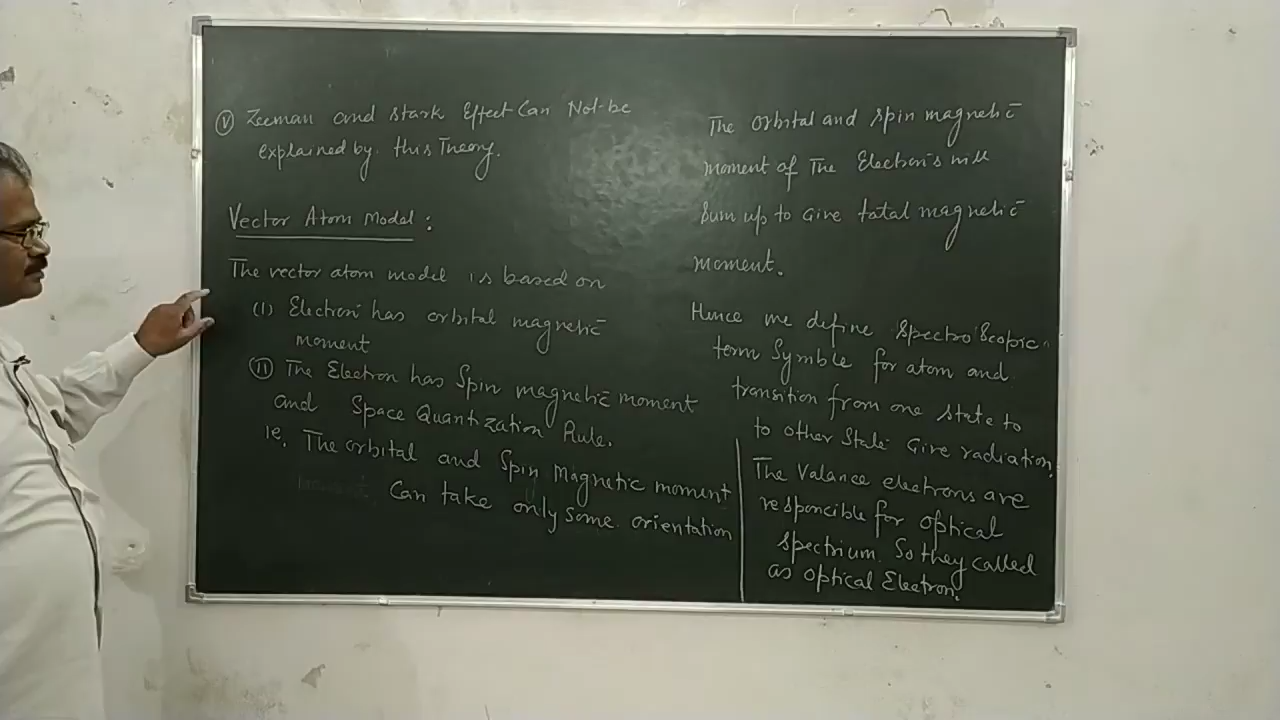 (V) Zeeman and Stark Effect Can Not be
explained by this Theory.
Vector Atom Model :
The vector atom model is based on
(I) Electron has orbital magnetic
moment
(II) The Electron has Spin magnetic moment
and Space Quantization Rule.
ie. The orbital and Spin Magnetic moment
Can take only some orientation
The orbital and spin magnetic
moment of The Electron's will
Sum up to Give tatal magnetic
moment.
Hence we define Spectro Scopic
term Symble for atom and
transition from one state to
to other State Give radiation.
The Valance electrons are
responcible for optical
spectrium. So they called
as optical Electron.